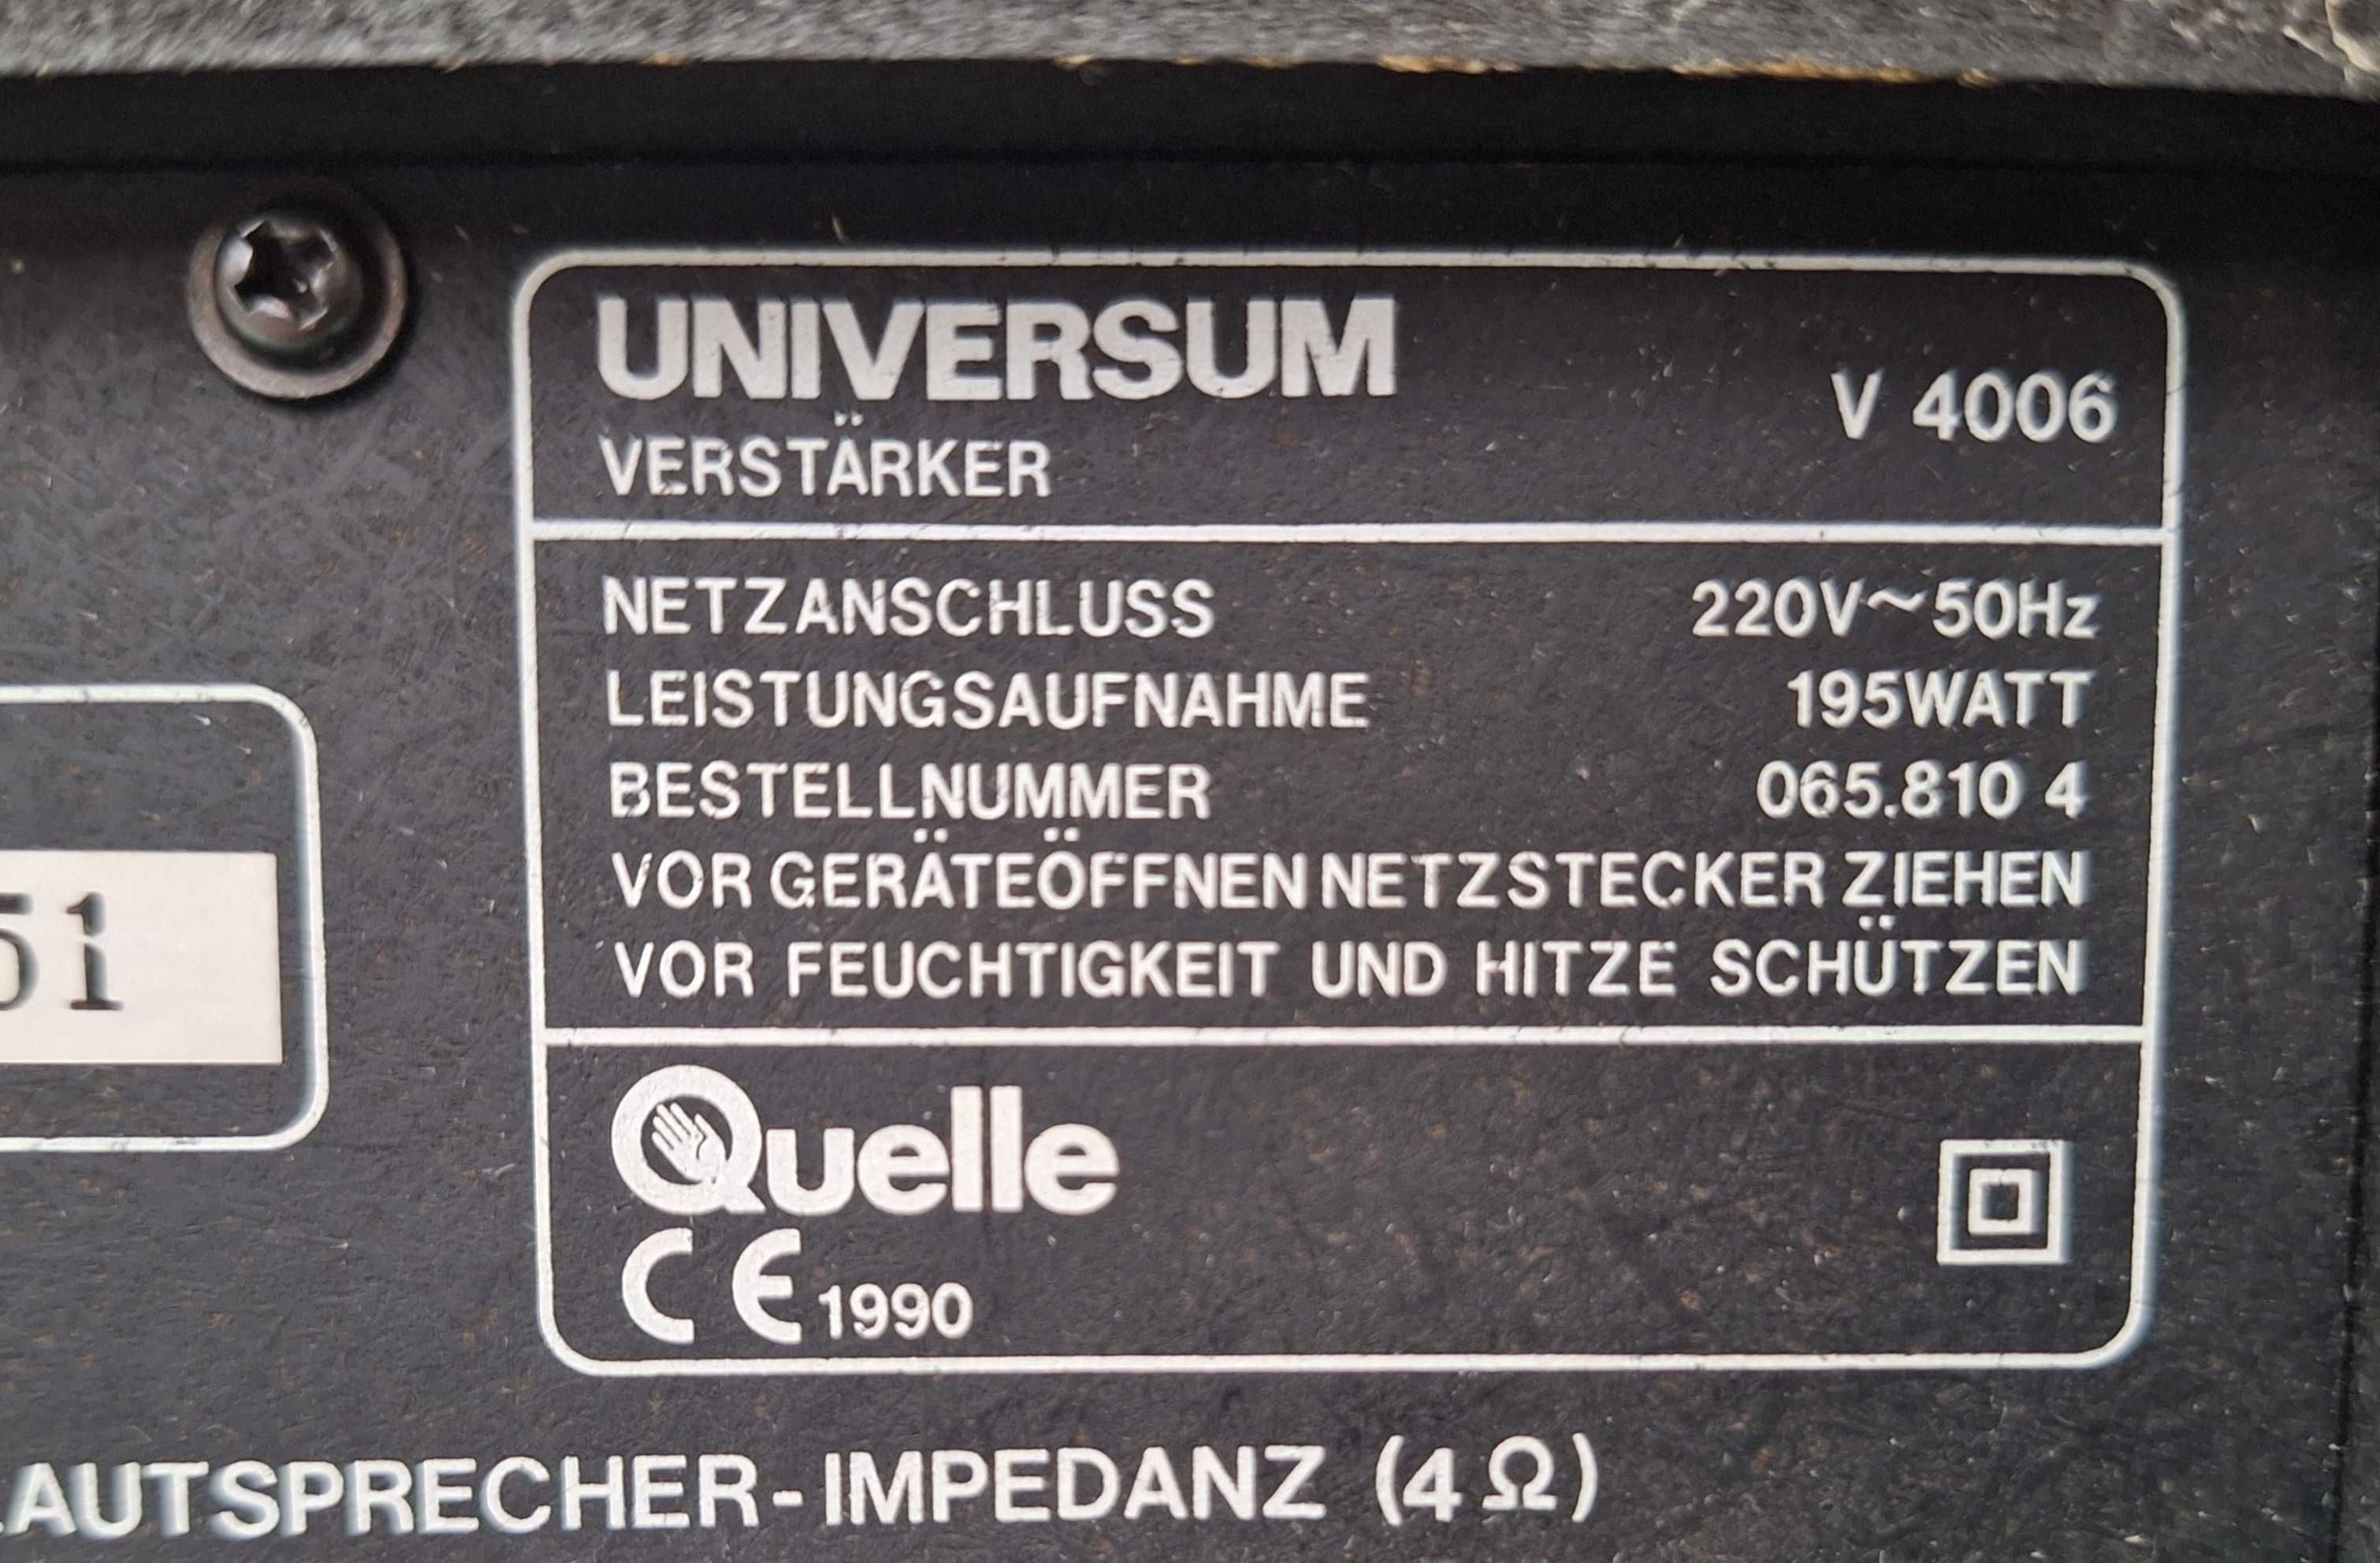 UNIVERSUM
V 4006
VERSTÄRKER
NETZANSCHLUSS 220V~50Hz
LEISTUNGSAUFNAHME 195WATT
BESTELLNUMMER 065.810 4
VOR GERÄTEÖFFNEN NETZSTECKER ZIEHEN
VOR FEUCHTIGKEIT UND HITZE SCHÜTZEN
51
Quelle
CE 1990
LAUTSPRECHER-IMPEDANZ (4Ω)